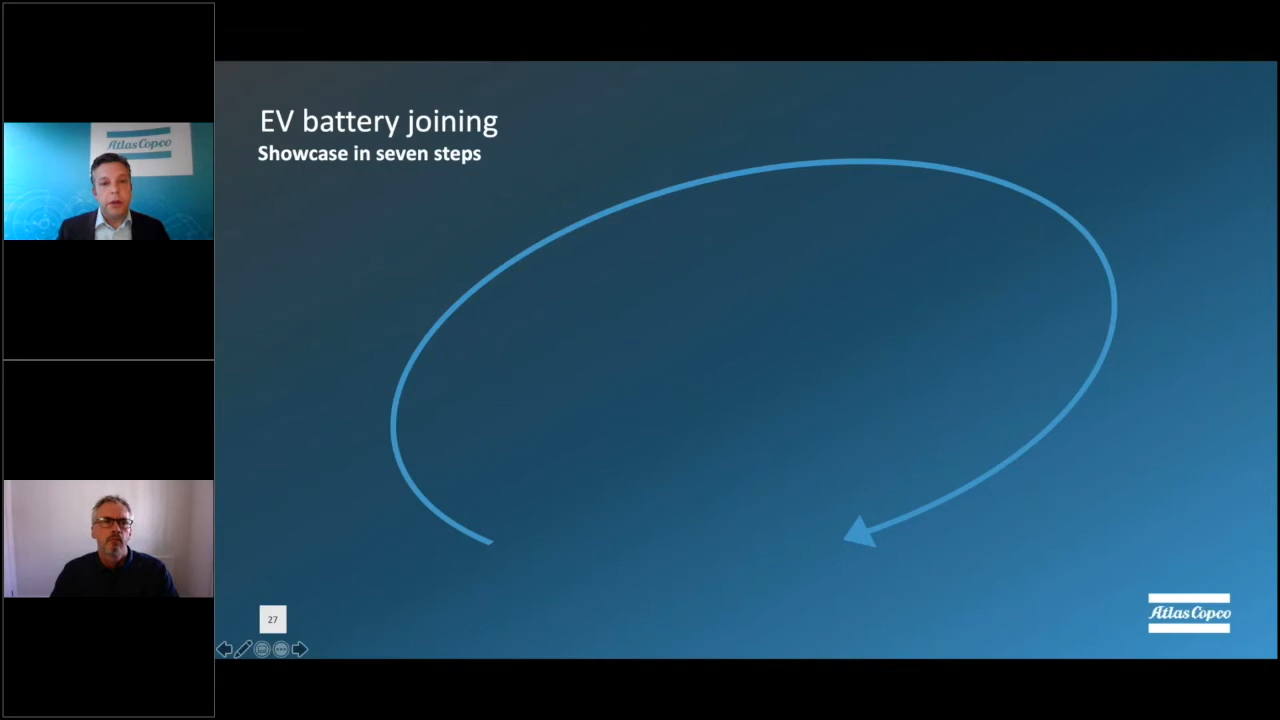 Atlas Copco
EV battery joining
Showcase in seven steps
27
Atlas Copco